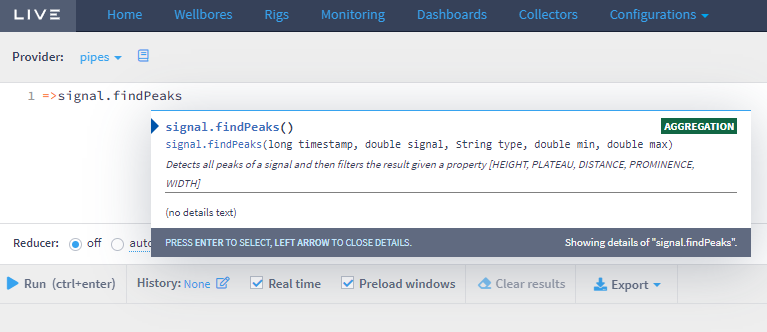 LIVE Home Wellbores Rigs Monitoring Dashboards Collectors Configurations
Provider: pipes
1 =>signal.findPeaks
signal.findPeaks() AGGREGATION
signal.findPeaks(long timestamp, double signal, String type, double min, double max)
Detects all peaks of a signal and then filters the result given a property [HEIGHT, PLATEAU, DISTANCE, PROMINENCE,
WIDTH]
(no details text)
PRESS ENTER TO SELECT, LEFT ARROW TO CLOSE DETAILS. Showing details of "signal.findPeaks".
Reducer: off auto
Run (ctrl+enter) History: None Real time Preload windows Clear results Export